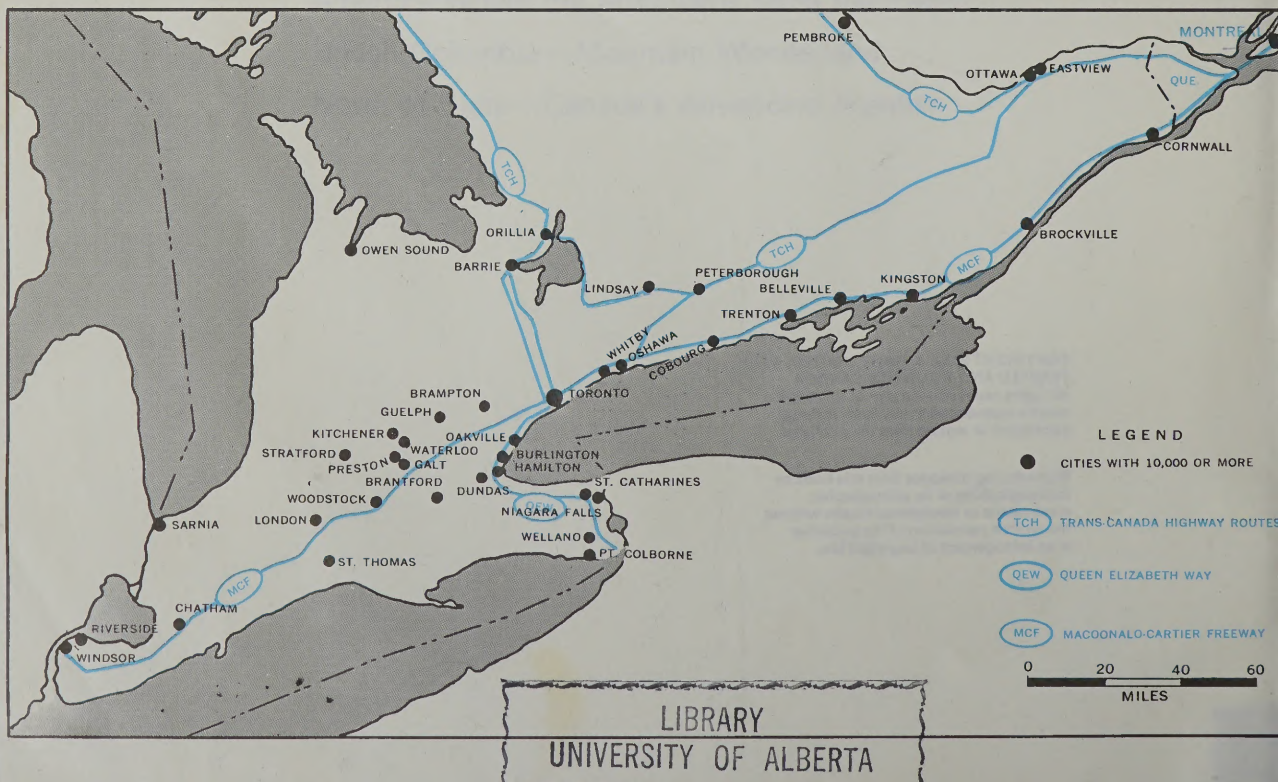 PEMBROKE
MONTREAL
OTTAWA
EASTVIEW
TCH
QUE
CORNWALL
TCH
OWEN SOUND
ORILLIA
BARRIE
TCH
BROCKVILLE
LINDSAY
PETERBOROUGH
BELLEVILLE
KINGSTON
MCF
TRENTON
WHITBY
OSHAWA
COBOURG
TORONTO
BRAMPTON
GUELPH
KITCHENER
WATERLOO
OAKVILLE
STRATFORD
PRESTON
GALT
BURLINGTON
HAMILTON
BRANTFORD
DUNDAS
ST. CATHARINES
WOODSTOCK
QEW
NIAGARA FALLS
LONDON
SARNIA
WELLANO
PT. COLBORNE
ST. THOMAS
MCF
CHATHAM
RIVERSIDE
WINDSOR
LEGEND
CITIES WITH 10,000 OR MORE
TCH TRANS-CANADA HIGHWAY ROUTES
QEW QUEEN ELIZABETH WAY
MCF MACOONALO-CARTIER FREEWAY
0 20 40 60
MILES
LIBRARY
UNIVERSITY OF ALBERTA